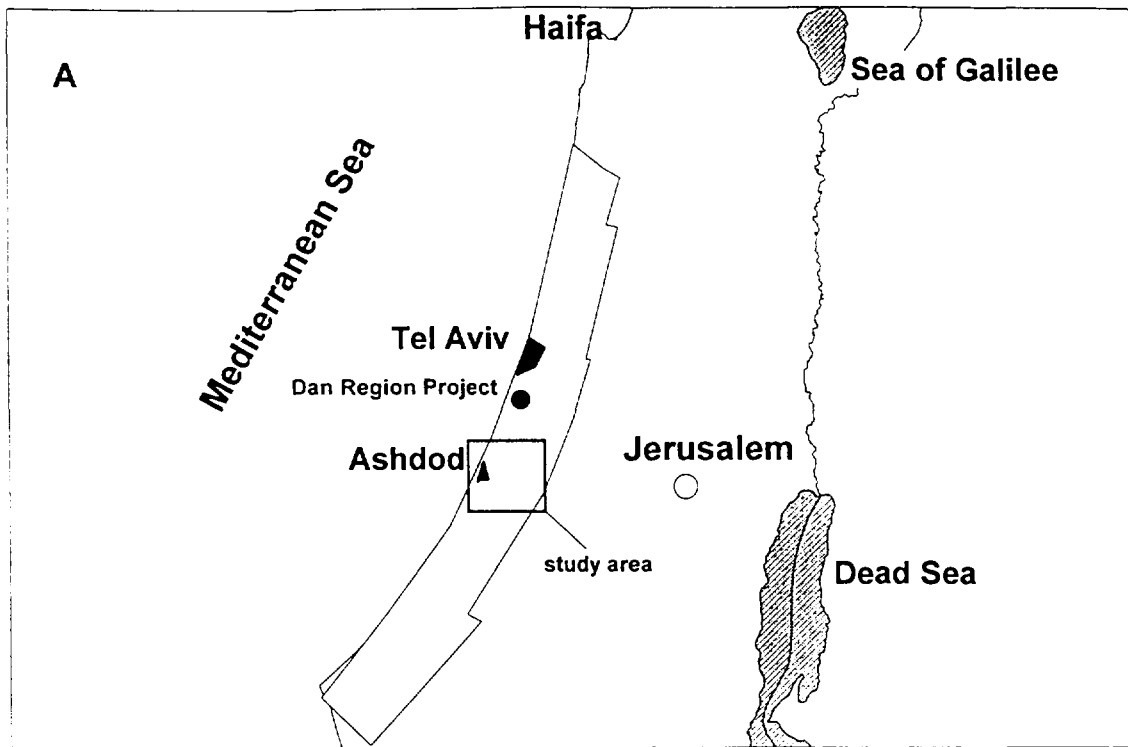 Haifa
A
Sea of Galilee
Mediterranean Sea
Tel Aviv
Dan Region Project
Ashdod
Jerusalem
study area
Dead Sea